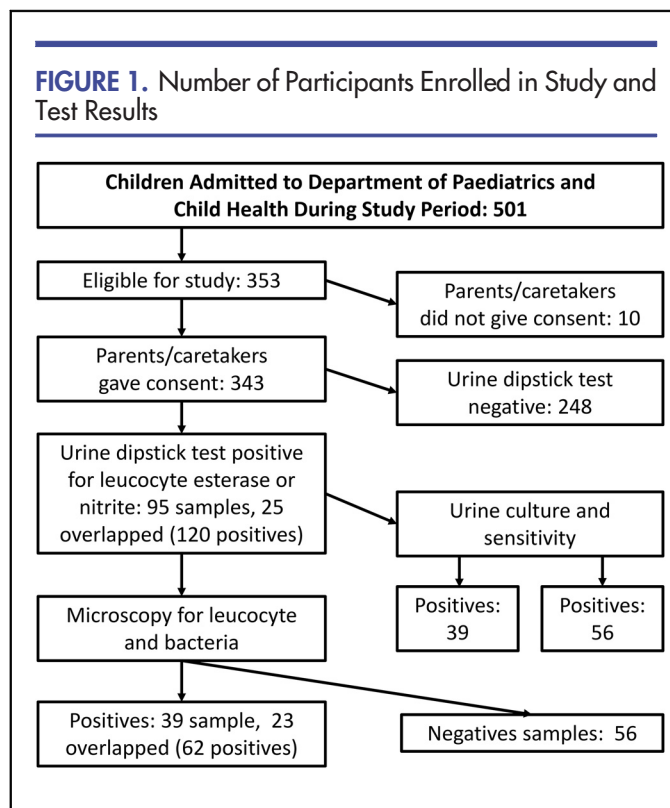 FIGURE 1. Number of Participants Enrolled in Study and
Test Results
Children Admitted to Department of Paediatrics and
Child Health During Study Period: 501
Eligible for study: 353
Parents/caretakers
did not give consent: 10
Parents/caretakers
gave consent: 343
Urine dipstick test
negative: 248
Urine dipstick test positive
for leucocyte esterase or
nitrite: 95 samples, 25
overlapped (120 positives)
Urine culture and
sensitivity
Positives:
39
Positives:
56
Microscopy for leucocyte
and bacteria
Positives: 39 sample, 23
overlapped (62 positives)
Negatives samples: 56